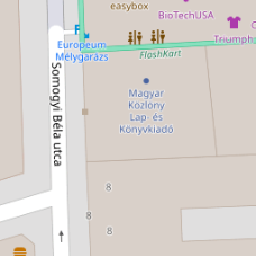 easybox
BioTechUSA
Triumph
Europeum
Mélygarázs
FlashKart
Somogyi Béla utca
Magyar
Közlöny
Lap- és
Könyvkiadó
8
8
8